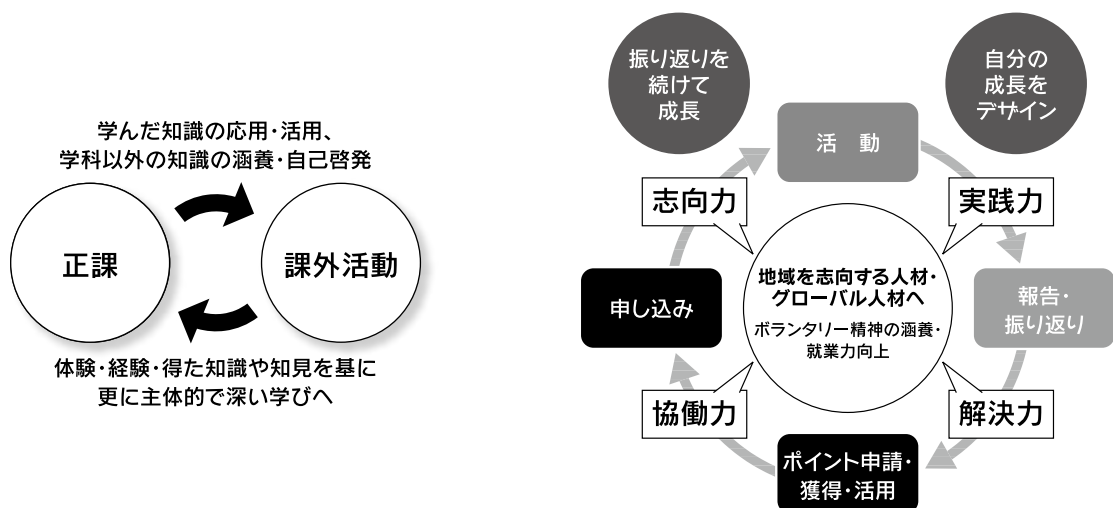 学んだ知識の応用・活用、
学科以外の知識の涵養・自己啓発
正課
課外活動
体験・経験・得た知識や知見を基に
更に主体的で深い学びへ
振り返りを
続けて
成長
自分の
成長を
デザイン
活　動
志向力
実践力
申し込み
地域を志向する人材・
グローバル人材へ
ボランタリー精神の涵養・
就業力向上
報告・
振り返り
協働力
解決力
ポイント申請・
獲得・活用